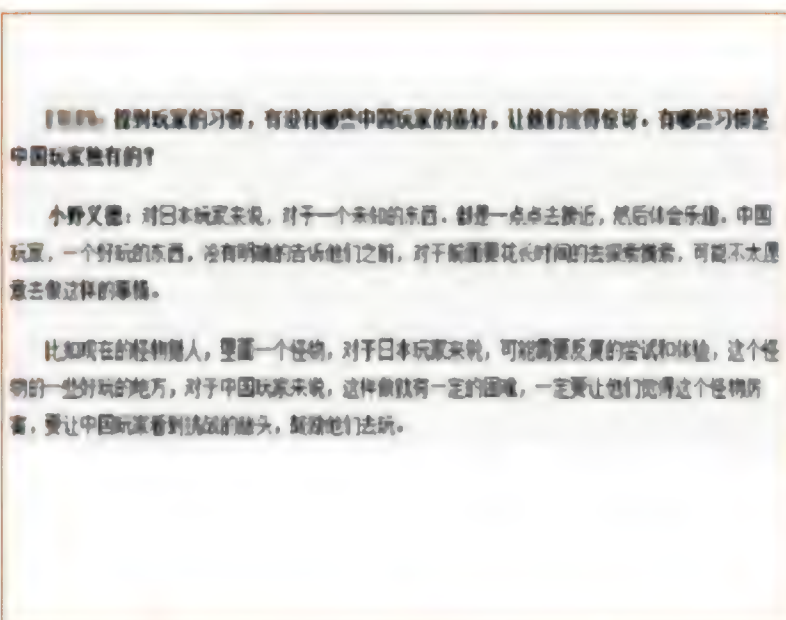 提到玩家的习惯，有没有哪些中国玩家的喜好，让他们觉得惊讶。有哪些习惯是
中国玩家独有的？
小野义德：对日本玩家来说，对于一个未知的东西，都是一点点去接近，然后体会乐趣。中国
玩家，一个好玩的东西，没有明确的告诉他们之前，对于前面要花长时间的去探索摸索，可能不太愿
意去做这样的事情。
比如现在的怪物猎人，里面一个怪物，对于日本玩家来说，可能需要反复的尝试和体验，这个怪
物的一些好玩的地方，对于中国玩家来说，这样做就有一定的困难，一定要让他们觉得这个怪物厉
害，要让中国玩家看到挑战的 头， 他们去玩。